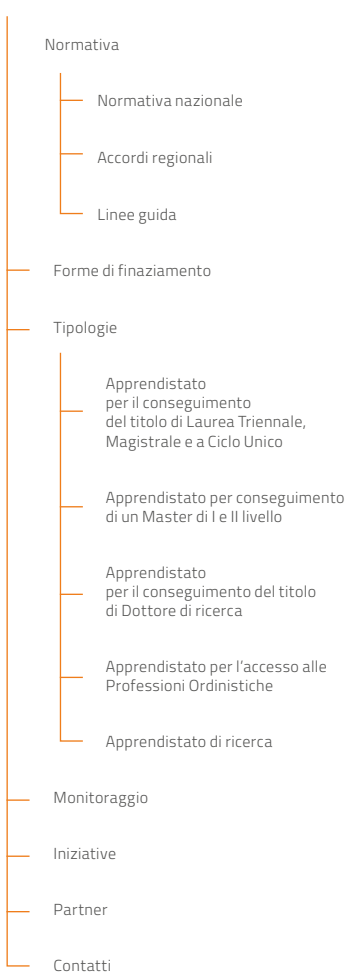 Normativa
Normativa nazionale
Accordi regionali
Linee guida
Forme di finaziamento
Tipologie
Apprendistato
per il conseguimento
del titolo di Laurea Triennale,
Magistrale e a Ciclo Unico
Apprendistato per conseguimento
di un Master di I e II livello
Apprendistato
per il conseguimento del titolo
di Dottore di ricerca
Apprendistato per l'accesso alle
Professioni Ordinistiche
Apprendistato di ricerca
Monitoraggio
Iniziative
Partner
Contatti